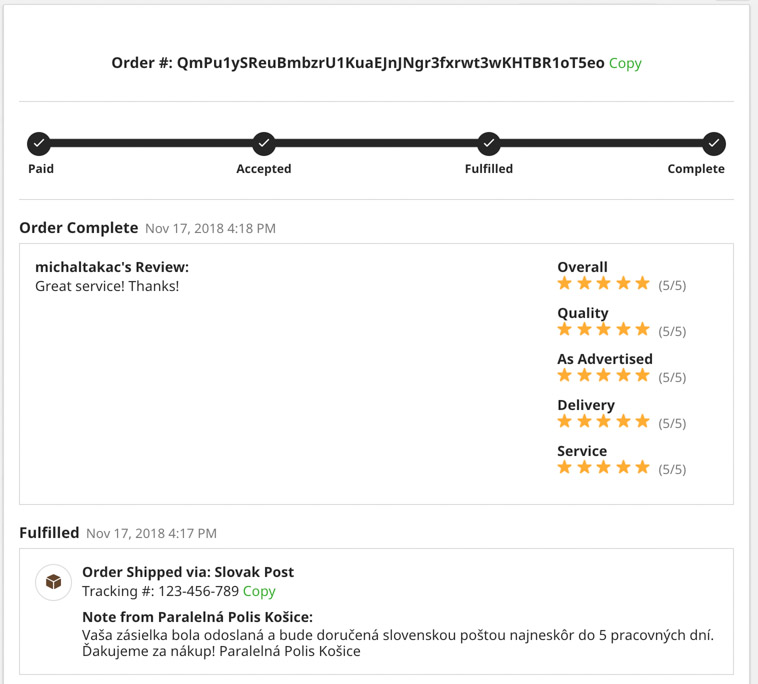 Order #: QmPu1ySReuBmbzrU1KuaEJnJNgr3fxrwt3wKHTBR1oT5eo Copy
Paid Accepted Fulfilled Complete
Order Complete Nov 17, 2018 4:18 PM
michaltakac's Review:
Great service! Thanks!
Overall
(5/5)
Quality
(5/5)
As Advertised
(5/5)
Delivery
(5/5)
Service
(5/5)
Fulfilled Nov 17, 2018 4:17 PM
Order Shipped via: Slovak Post
Tracking #: 123-456-789 Copy
Note from Paralelná Polis Košice:
Vaša zásielka bola odoslaná a bude doručená slovenskou poštou najneskôr do 5 pracovných dní.
Ďakujeme za nákup! Paralelná Polis Košice